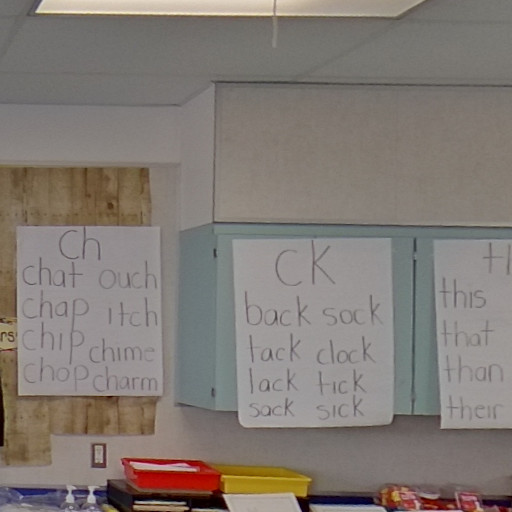 Ch
chat ouch
chap itch
chip chime
chop charm
rs
CK
back sock
tack clock
lack tick
sack sick
this
that
than
their